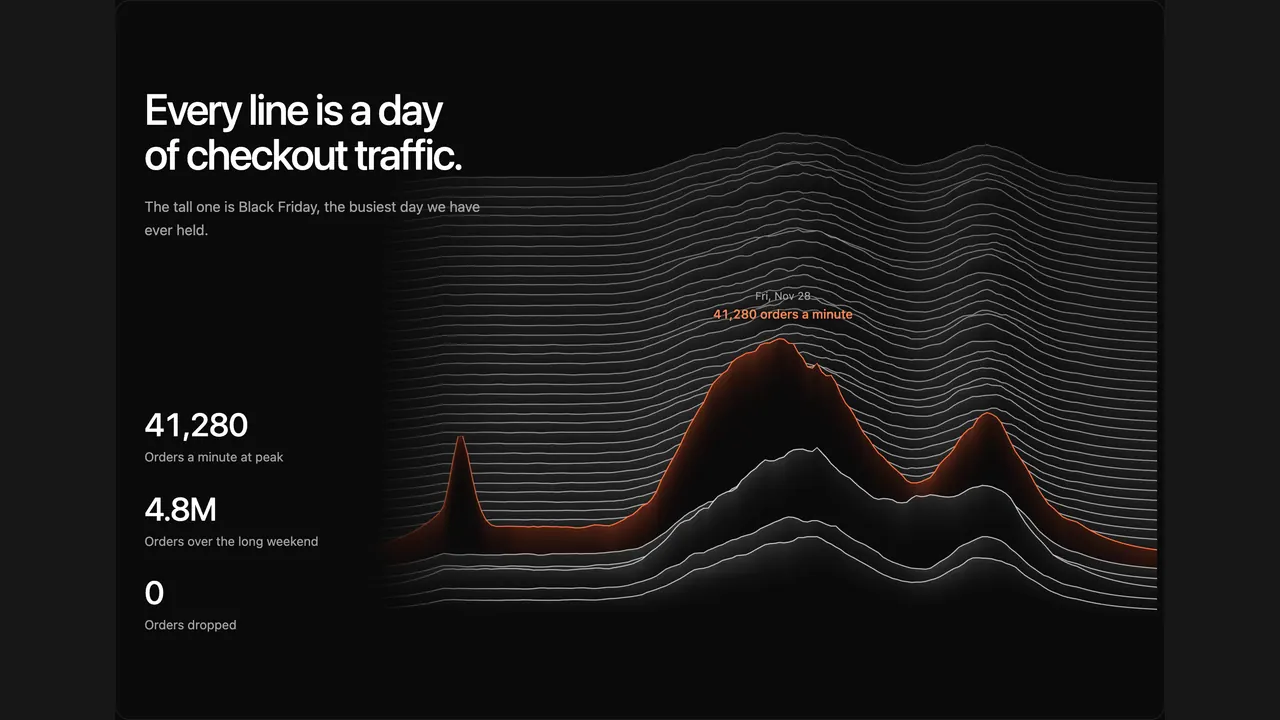 Every line is a day
of checkout traffic.
The tall one is Black Friday, the busiest day we have
ever held.
Fri, Nov 28
41,280 orders a minute
41,280
Orders a minute at peak
4.8M
Orders over the long weekend
0
Orders dropped